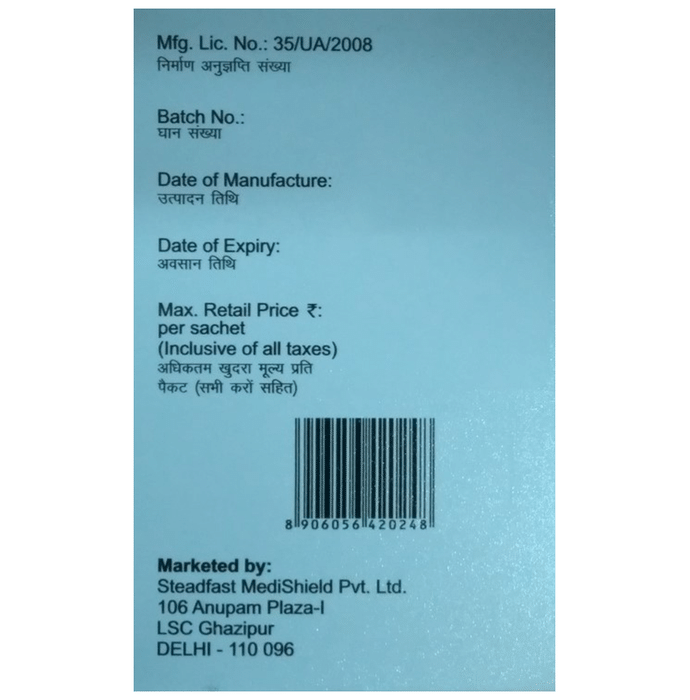 Mfg. Lic. No.: 35/UA/2008
निर्माण अनुज्ञप्ति संख्या
Batch No.:
घान संख्या
Date of Manufacture:
उत्पादन तिथि
Date of Expiry:
अवसान तिथि
Max. Retail Price ₹:
per sachet
(Inclusive of all taxes)
अधिकतम खुदरा मूल्य प्रति
पैकट (सभी करों सहित)
8 906056 420248
Marketed by:
Steadfast MediShield Pvt. Ltd.
106 Anupam Plaza-I
LSC Ghazipur
DELHI - 110 096